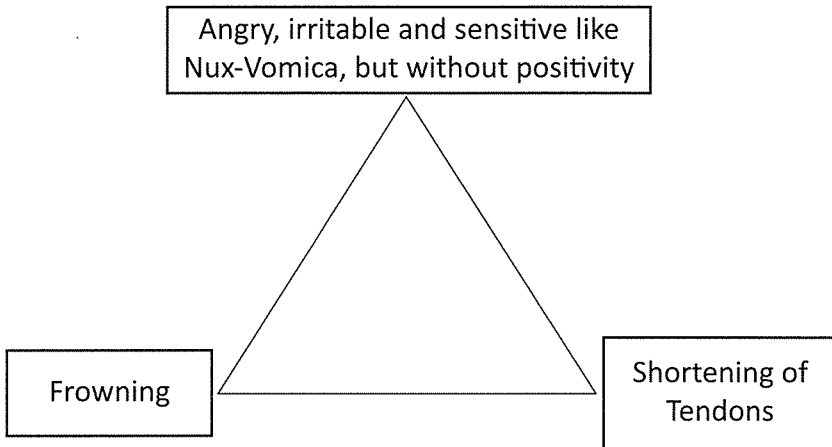 Angry, irritable and sensitive like
Nux-Vomica, but without positivity
Frowning
Shortening of
Tendons